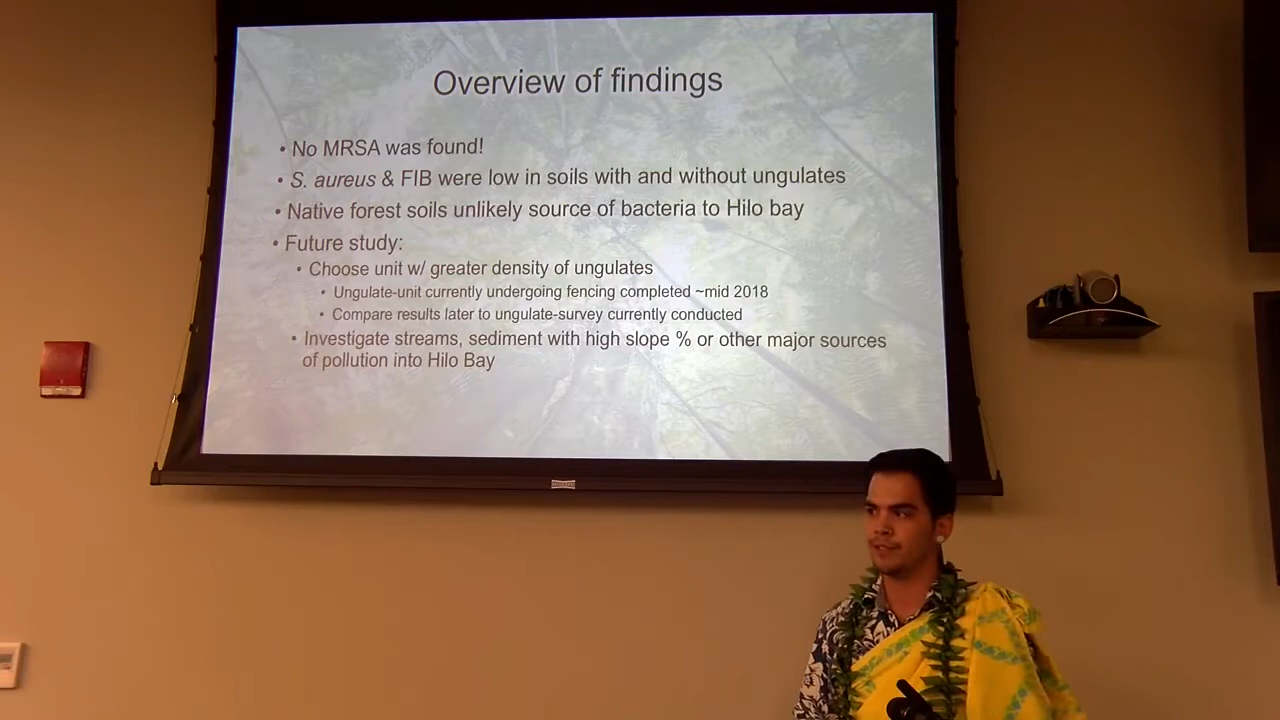 Overview of findings
• No MRSA was found!
• S. aureus & FIB were low in soils with and without ungulates
• Native forest soils unlikely source of bacteria to Hilo bay
• Future study:
• Choose unit w/ greater density of ungulates
• Ungulate-unit currently undergoing fencing completed ~mid 2018
• Compare results later to ungulate-survey currently conducted
• Investigate streams, sediment with high slope % or other major sources
of pollution into Hilo Bay